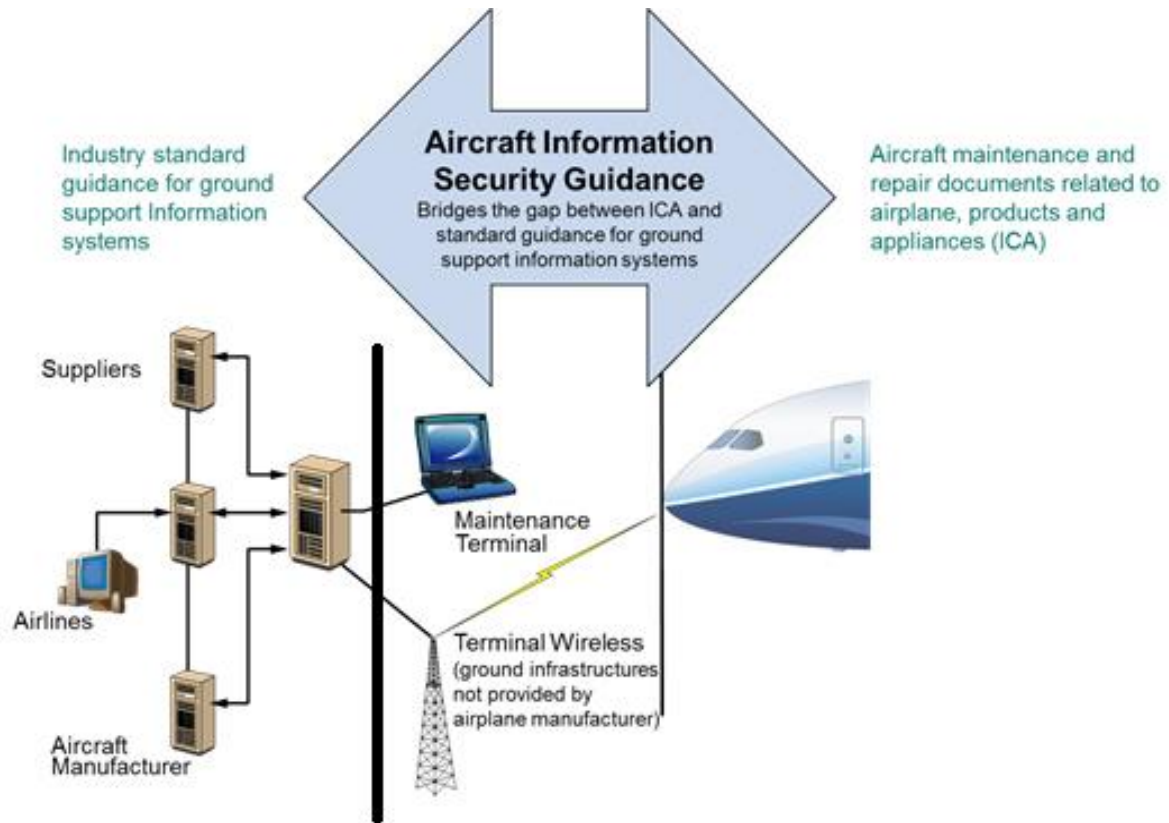 Aircraft Information
Security Guidance
Bridges the gap between ICA and
standard guidance for ground
support information systems
Industry standard
guidance for ground
support Information
systems
Aircraft maintenance and
repair documents related to
airplane, products and
appliances (ICA)
Suppliers
Maintenance
Terminal
Airlines
Terminal Wireless
(ground infrastructures
not provided by
airplane manufacturer)
Aircraft
Manufacturer